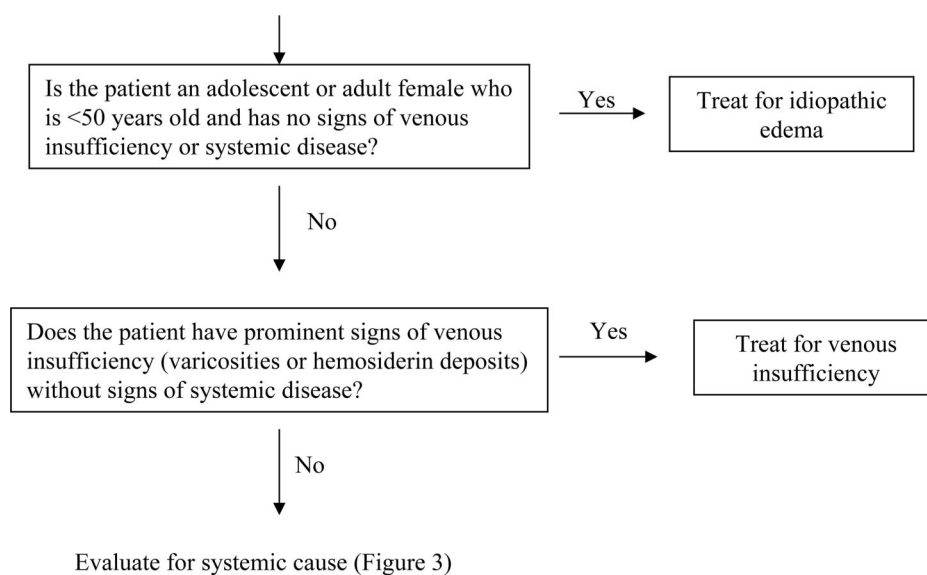 Is the patient an adolescent or adult female who
is <50 years old and has no signs of venous
insufficiency or systemic disease?
Yes
Treat for idiopathic
edema
No
Does the patient have prominent signs of venous
insufficiency (varicosities or hemosiderin deposits)
without signs of systemic disease?
Yes
Treat for venous
insufficiency
No
Evaluate for systemic cause (Figure 3)